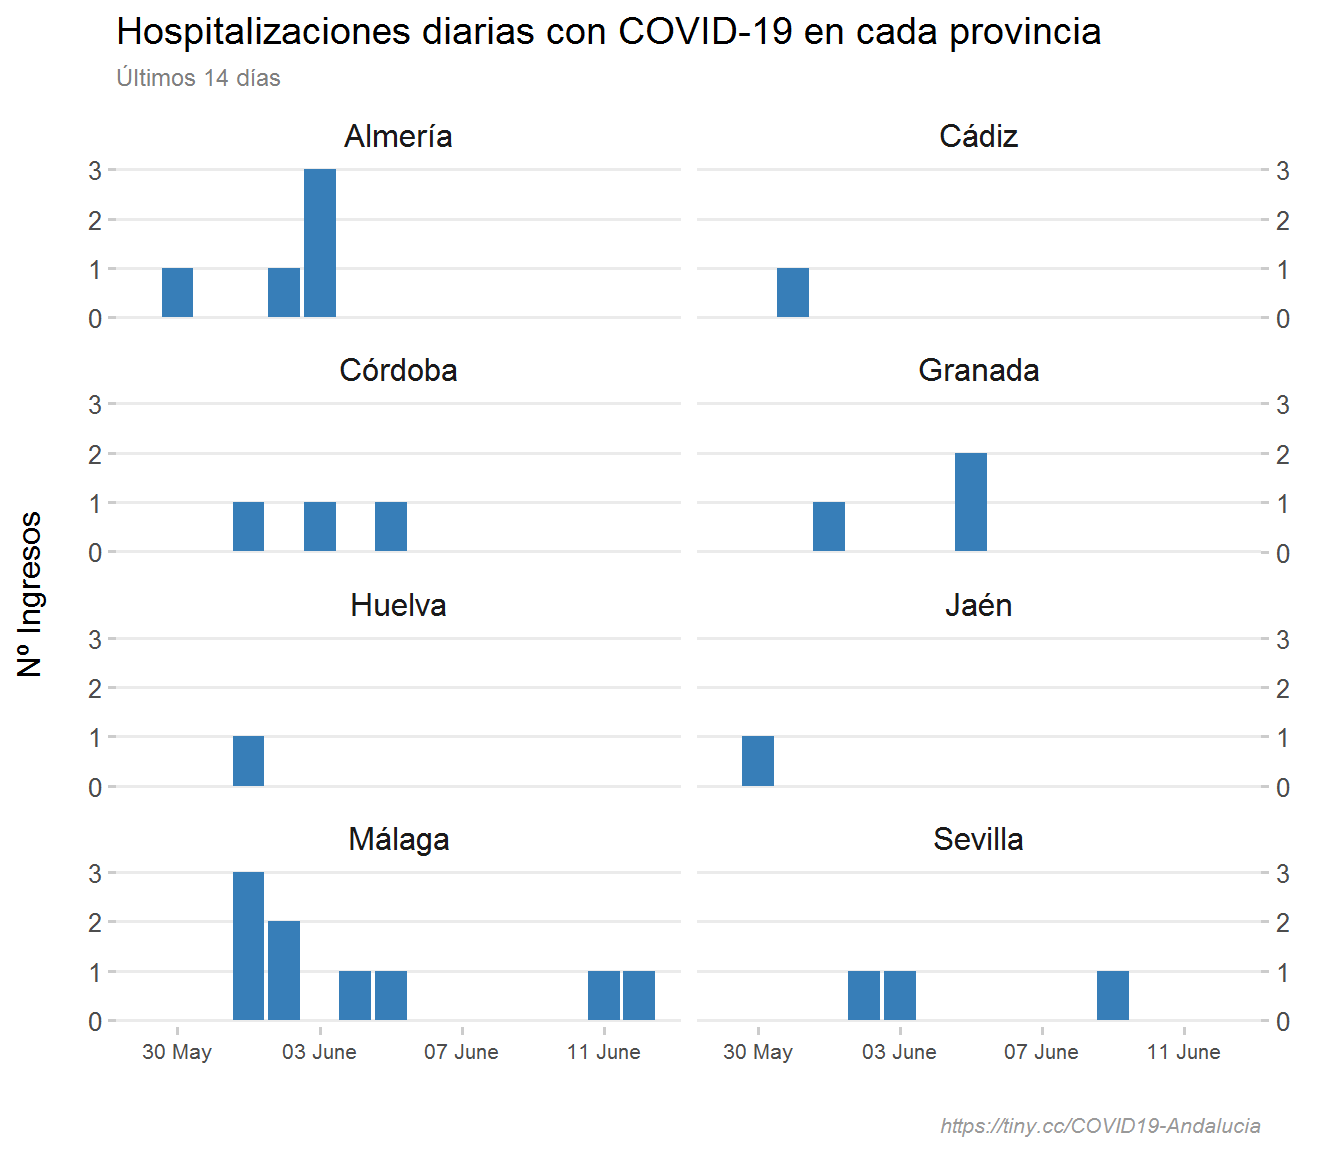 Hospitalizaciones diarias con COVID-19 en cada provincia
Últimos 14 días
Almería
Cádiz
3
2
1
0
3
2
1
0
Córdoba
Granada
3
2
1
0
3
2
1
0
Nº Ingresos
Huelva
Jaén
3
2
1
0
3
2
1
0
Málaga
Sevilla
3
2
1
0
3
2
1
0
30 May 03 June 07 June 11 June
30 May 03 June 07 June 11 June
https://tiny.cc/COVID19-Andalucia